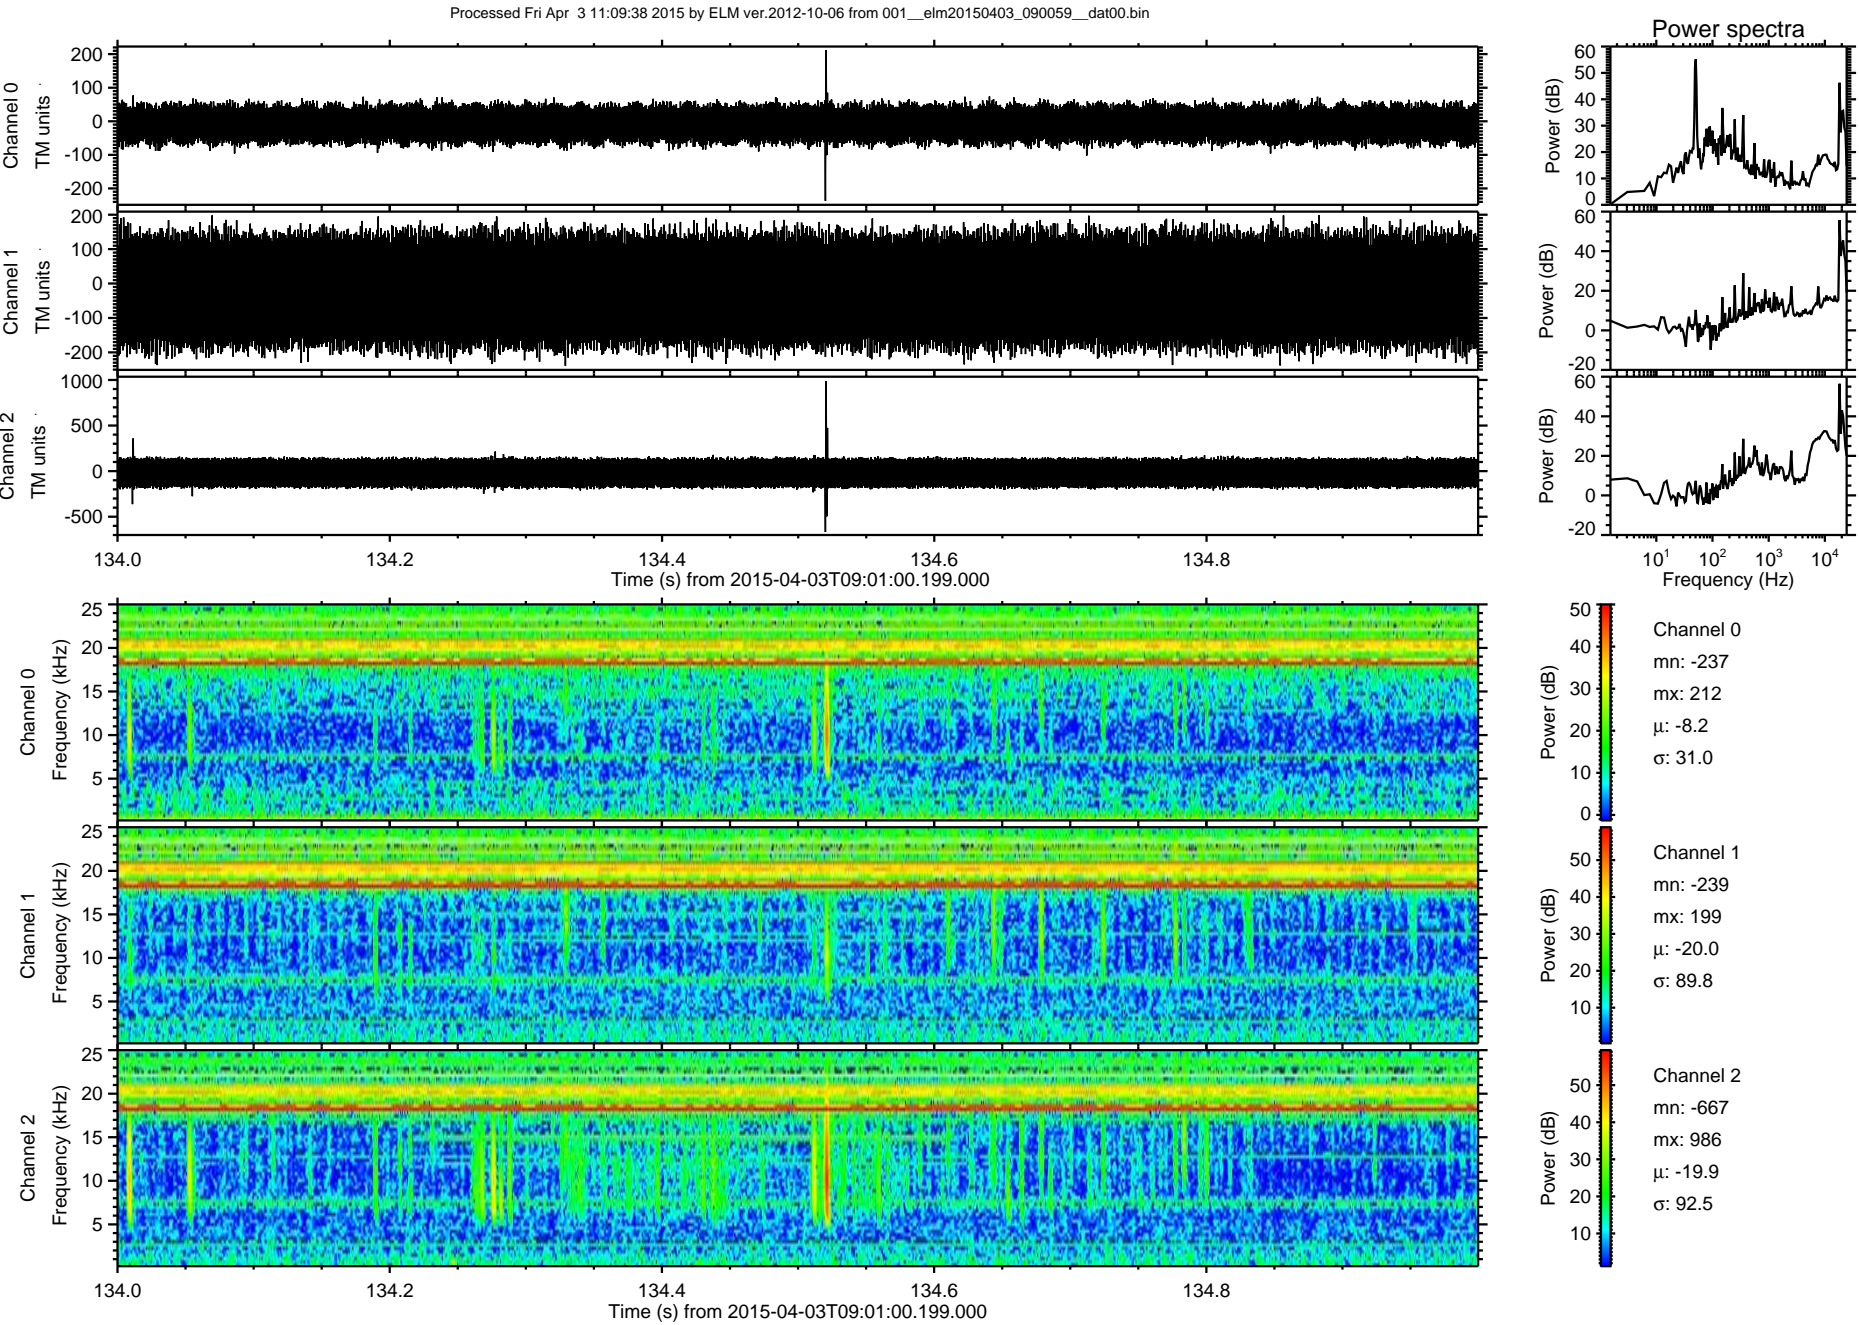 Processed Fri Apr  3 11:09:38 2015 by ELM ver.2012-10-06 from 001__elm20150403_090059__dat00.bin
Power spectra
Channel 0
TM units
200
100
0
-100
-200
Power (dB)
60
50
40
30
20
10
0
Channel 1
TM units
200
100
0
-100
-200
Power (dB)
60
40
20
0
-20
Channel 2
TM units
1000
500
0
-500
Power (dB)
60
40
20
0
-20
134.0 134.2 134.4 134.6 134.8
Time (s) from 2015-04-03T09:01:00.199.000
10^1 10^2 10^3 10^4
Frequency (Hz)
Channel 0
Frequency (kHz)
25
20
15
10
5
Power (dB)
50
40
30
20
10
0
Channel 0
mn: -237
mx: 212
μ: -8.2
σ: 31.0
Channel 1
Frequency (kHz)
25
20
15
10
5
Power (dB)
50
40
30
20
10
Channel 1
mn: -239
mx: 199
μ: -20.0
σ: 89.8
Channel 2
Frequency (kHz)
25
20
15
10
5
Power (dB)
50
40
30
20
10
Channel 2
mn: -667
mx: 986
μ: -19.9
σ: 92.5
134.0 134.2 134.4 134.6 134.8
Time (s) from 2015-04-03T09:01:00.199.000